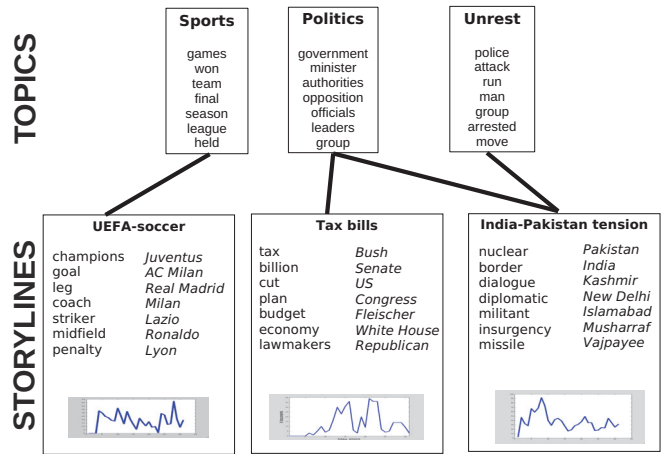 TOPICS
Sports
games
won
team
final
season
league
held
Politics
government
minister
authorities
opposition
officials
leaders
group
Unrest
police
attack
run
man
group
arrested
move
STORYLINES
UEFA-soccer
champions Juventus
goal AC Milan
leg Real Madrid
coach Milan
striker Lazio
midfield Ronaldo
penalty Lyon
Tax bills
tax Bush
billion Senate
cut US
plan Congress
budget Fleischer
economy White House
lawmakers Republican
India-Pakistan tension
nuclear Pakistan
border India
dialogue Kashmir
diplomatic New Delhi
militant Islamabad
insurgency Musharraf
missile Vajpayee